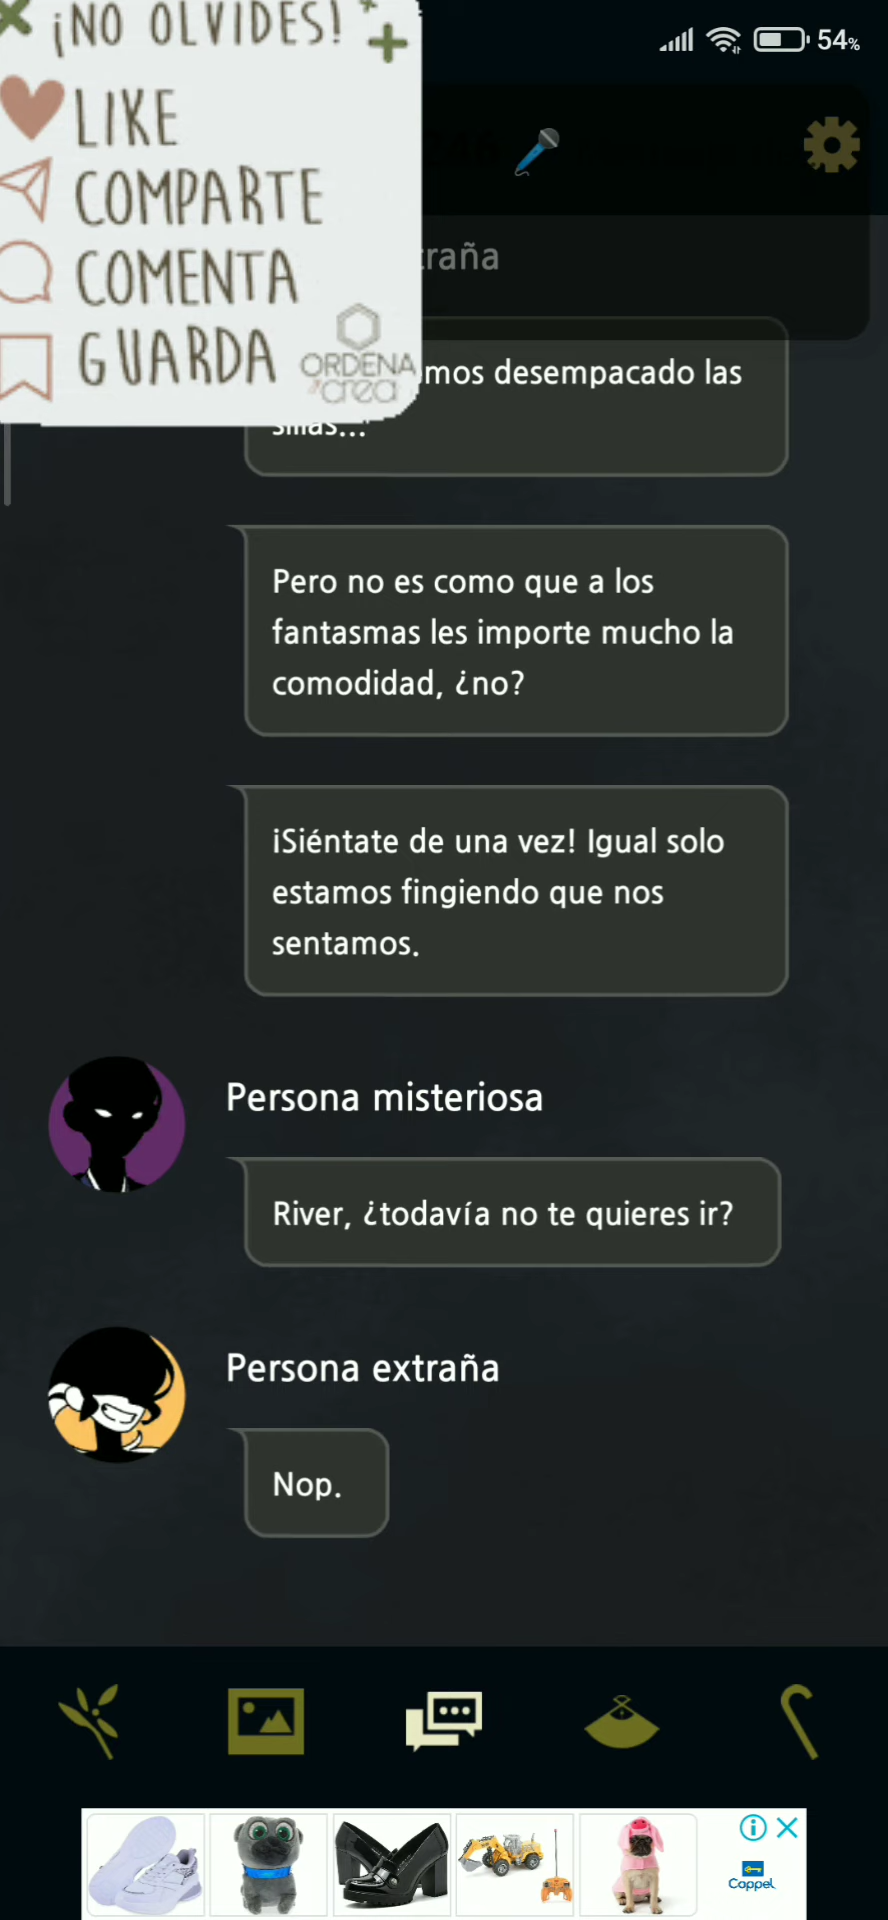 ¡NO OLVIDES!
54%
LIKE
COMPARTE
COMENTA
GUARDA
ORDENA
crea
traña
mos desempacado las
sillas...
Pero no es como que a los
fantasmas les importe mucho la
comodidad, ¿no?
¡Siéntate de una vez! Igual solo
estamos fingiendo que nos
sentamos.
Persona misteriosa
River, ¿todavía no te quieres ir?
Persona extraña
Nop.
Coppel